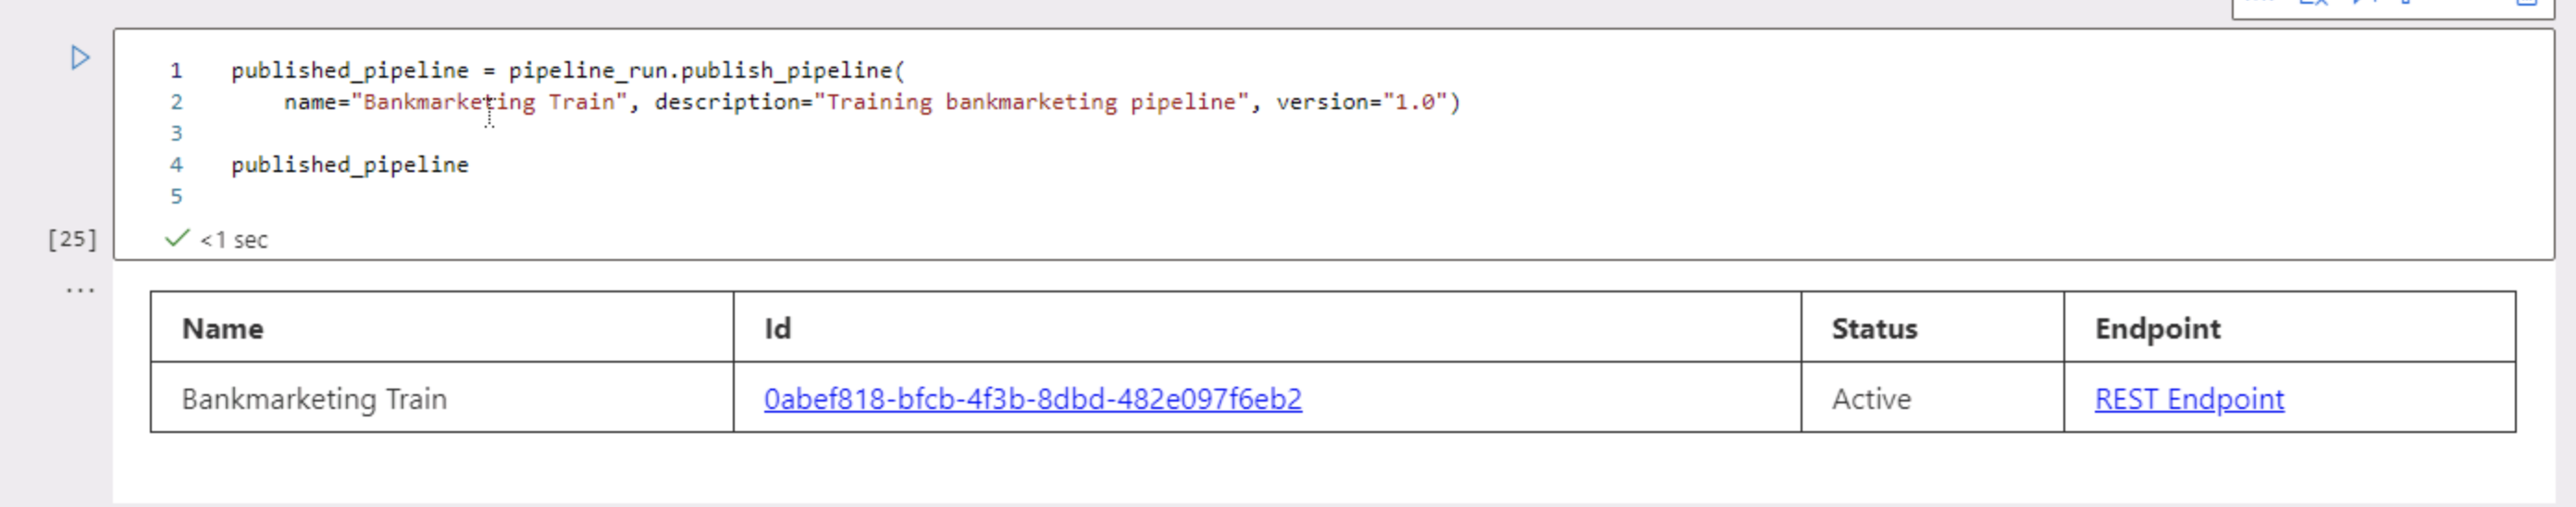 1 published_pipeline = pipeline_run.publish_pipeline(
2 name="Bankmarketing Train", description="Training bankmarketing pipeline", version="1.0")
3
4 published_pipeline
5
[25] <1 sec
...
Name Id Status Endpoint
Bankmarketing Train 0abef818-bfcb-4f3b-8dbd-482e097f6eb2 Active REST Endpoint